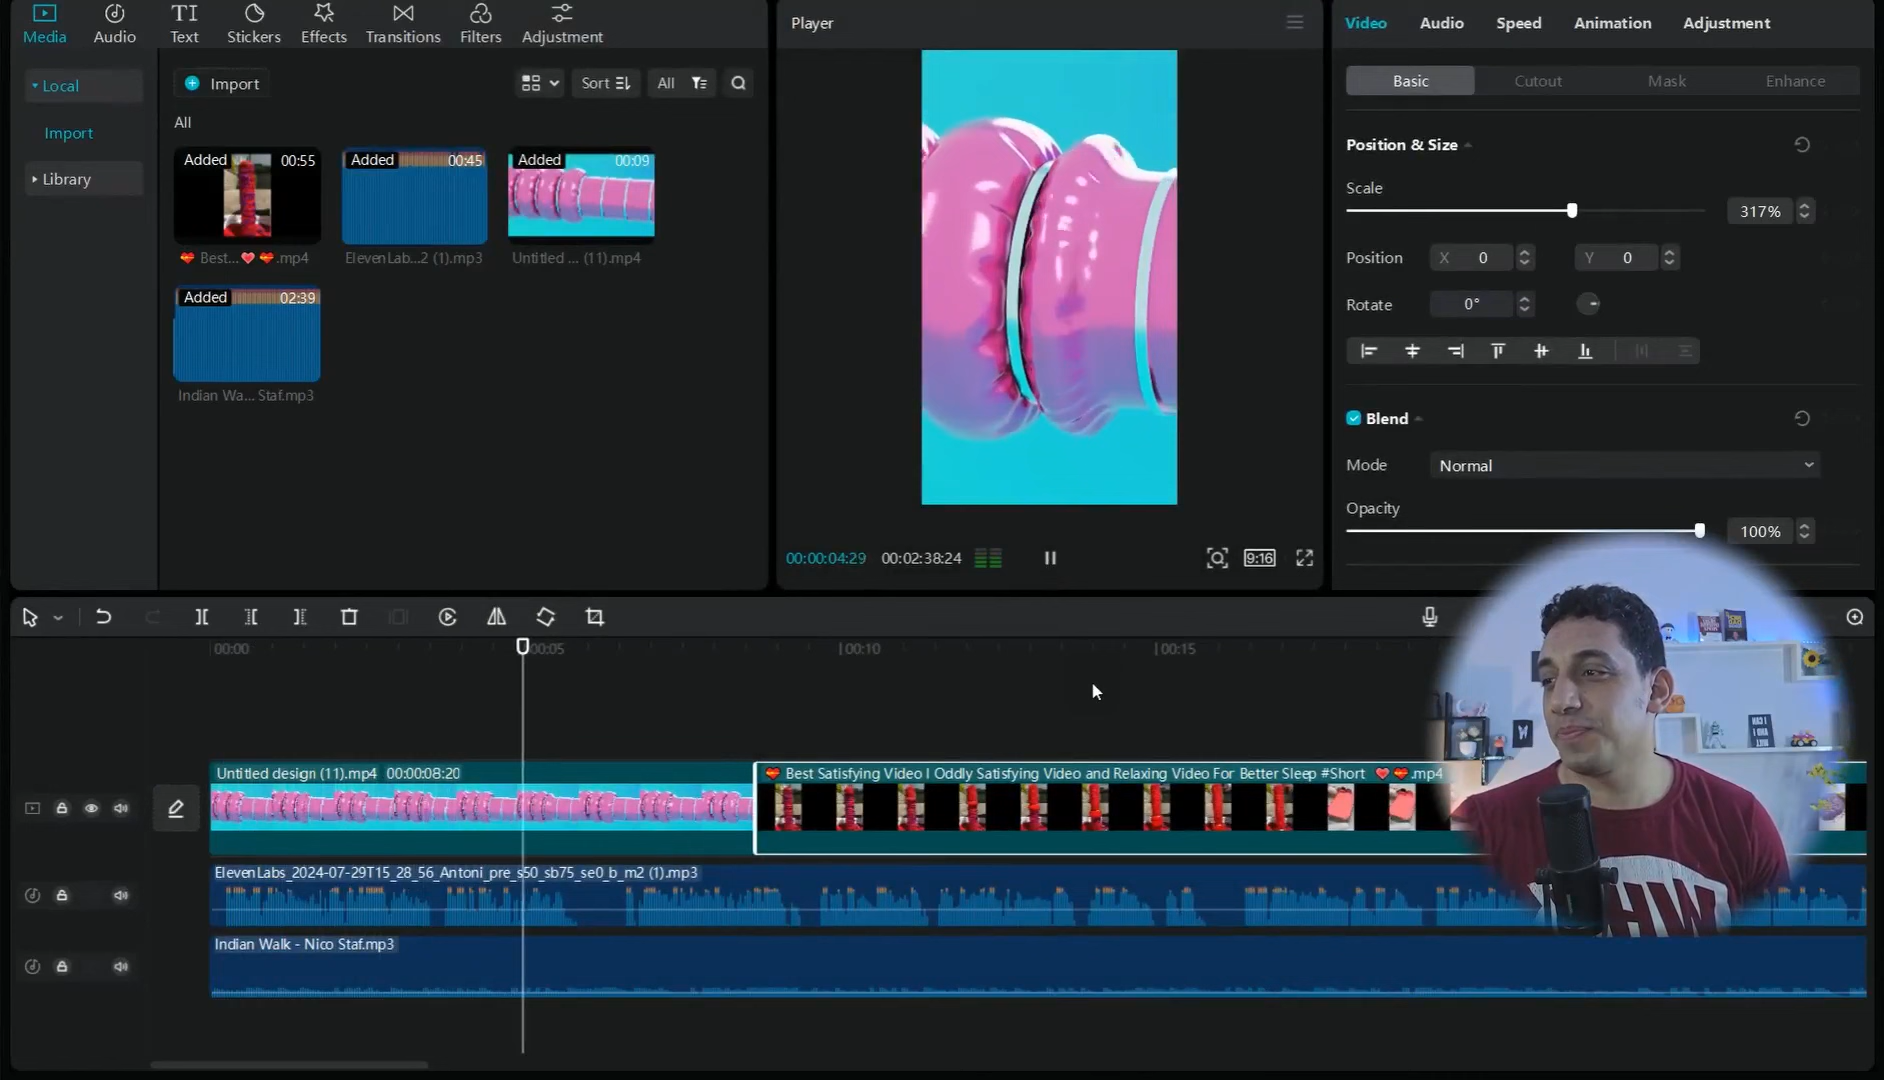 Media
Audio
Text
Stickers
Effects
Transitions
Filters
Adjustment
Local
Import
Library
Import
Sort
All
All
Added 00:55
Best...mp4
Added 00:45
ElevenLab...2 (1).mp3
Added 00:09
Untitled ... (11).mp4
Added 02:39
Indian Wa... Staf.mp3
Player
00:00:04:29 00:02:38:24
9:16
Video
Audio
Speed
Animation
Adjustment
Basic
Cutout
Mask
Enhance
Position & Size
Scale
317%
Position X 0 Y 0
Rotate 0°
Blend
Mode Normal
Opacity
100%
00:00
00:05
00:10
00:15
Untitled design (11).mp4 00:00:08:20
Best Satisfying Video I Oddly Satisfying Video and Relaxing Video For Better Sleep #Short .mp4
ElevenLabs_2024-07-29T15_28_56_Antoni_pre_s50_sb75_se0_b_m2 (1).mp3
Indian Walk - Nico Staf.mp3
I CAN
AND I